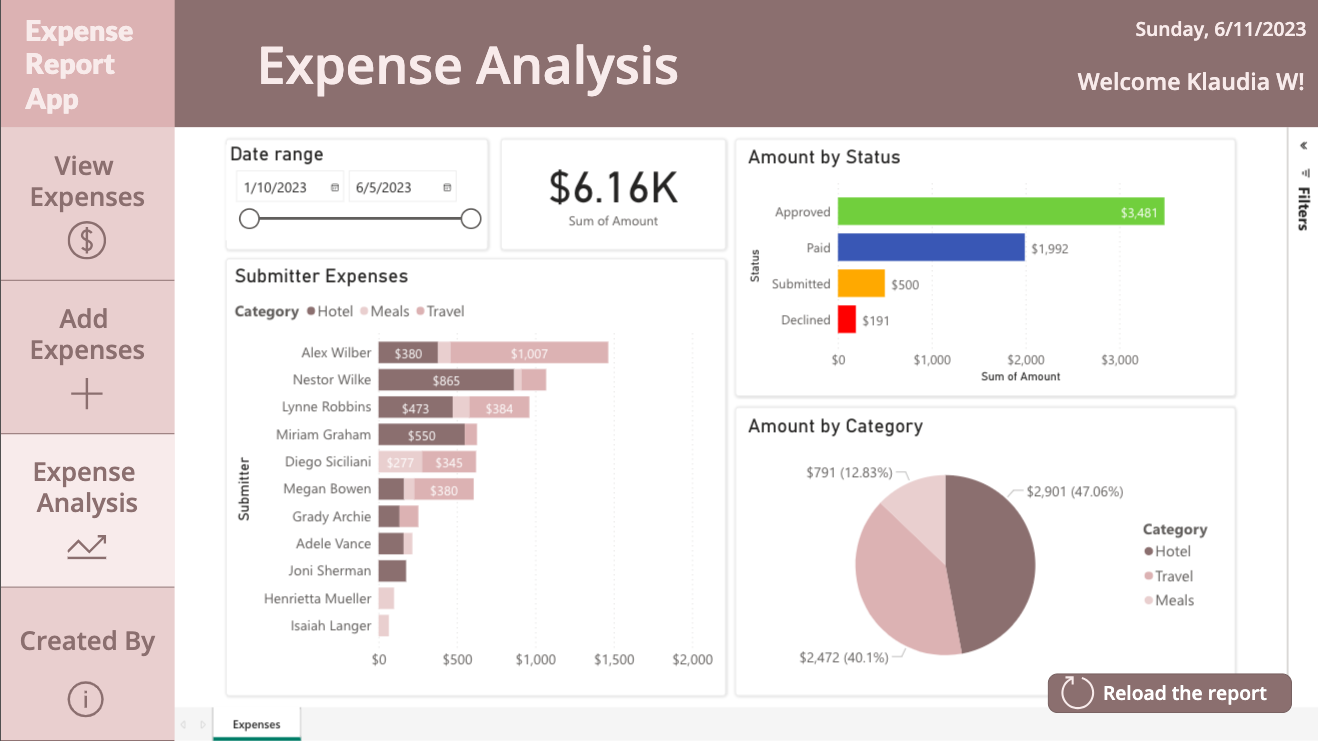 Expense
Report
App
Expense Analysis
Sunday, 6/11/2023
Welcome Klaudia W!
View
Expenses
$
Add
Expenses
Expense
Analysis
Created By
i
Date range
1/10/2023
6/5/2023
$6.16K
Sum of Amount
Submitter Expenses
Category Hotel Meals Travel
Submitter
Alex Wilber $380 $1,007
Nestor Wilke $865
Lynne Robbins $473 $384
Miriam Graham $550
Diego Siciliani $277 $345
Megan Bowen $380
Grady Archie
Adele Vance
Joni Sherman
Henrietta Mueller
Isaiah Langer
$0 $500 $1,000 $1,500 $2,000
Amount by Status
Status
Approved $3,481
Paid $1,992
Submitted $500
Declined $191
$0 $1,000 $2,000 $3,000
Sum of Amount
Amount by Category
$791 (12.83%)
$2,901 (47.06%)
$2,472 (40.1%)
Category
Hotel
Travel
Meals
Filters
Reload the report
Expenses